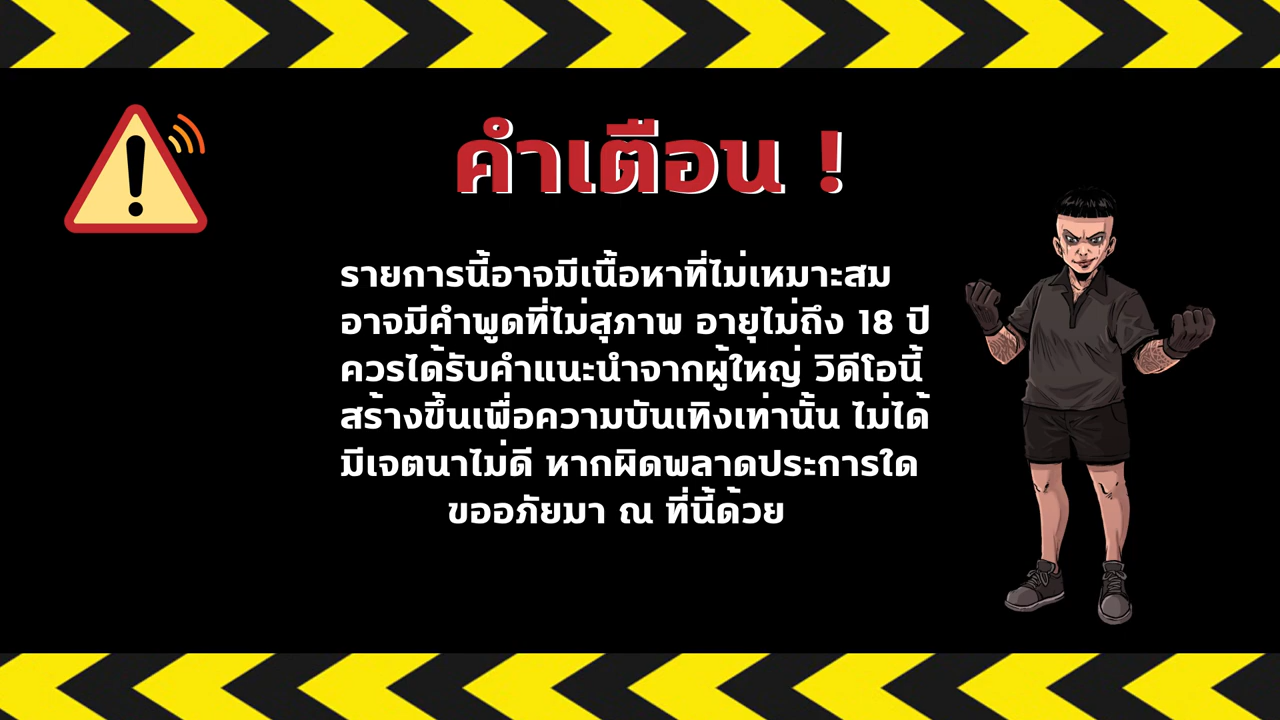 คำเตือน !
รายการนี้อาจมีเนื้อหาที่ไม่เหมาะสม
อาจมีคำพูดที่ไม่สุภาพ อายุไม่ถึง 18 ปี
ควรได้รับคำแนะนำจากผู้ใหญ่ วิดีโอนี้
สร้างขึ้นเพื่อความบันเทิงเท่านั้น ไม่ได้
มีเจตนาไม่ดี หากผิดพลาดประการใด
ขออภัยมา ณ ที่นี้ด้วย